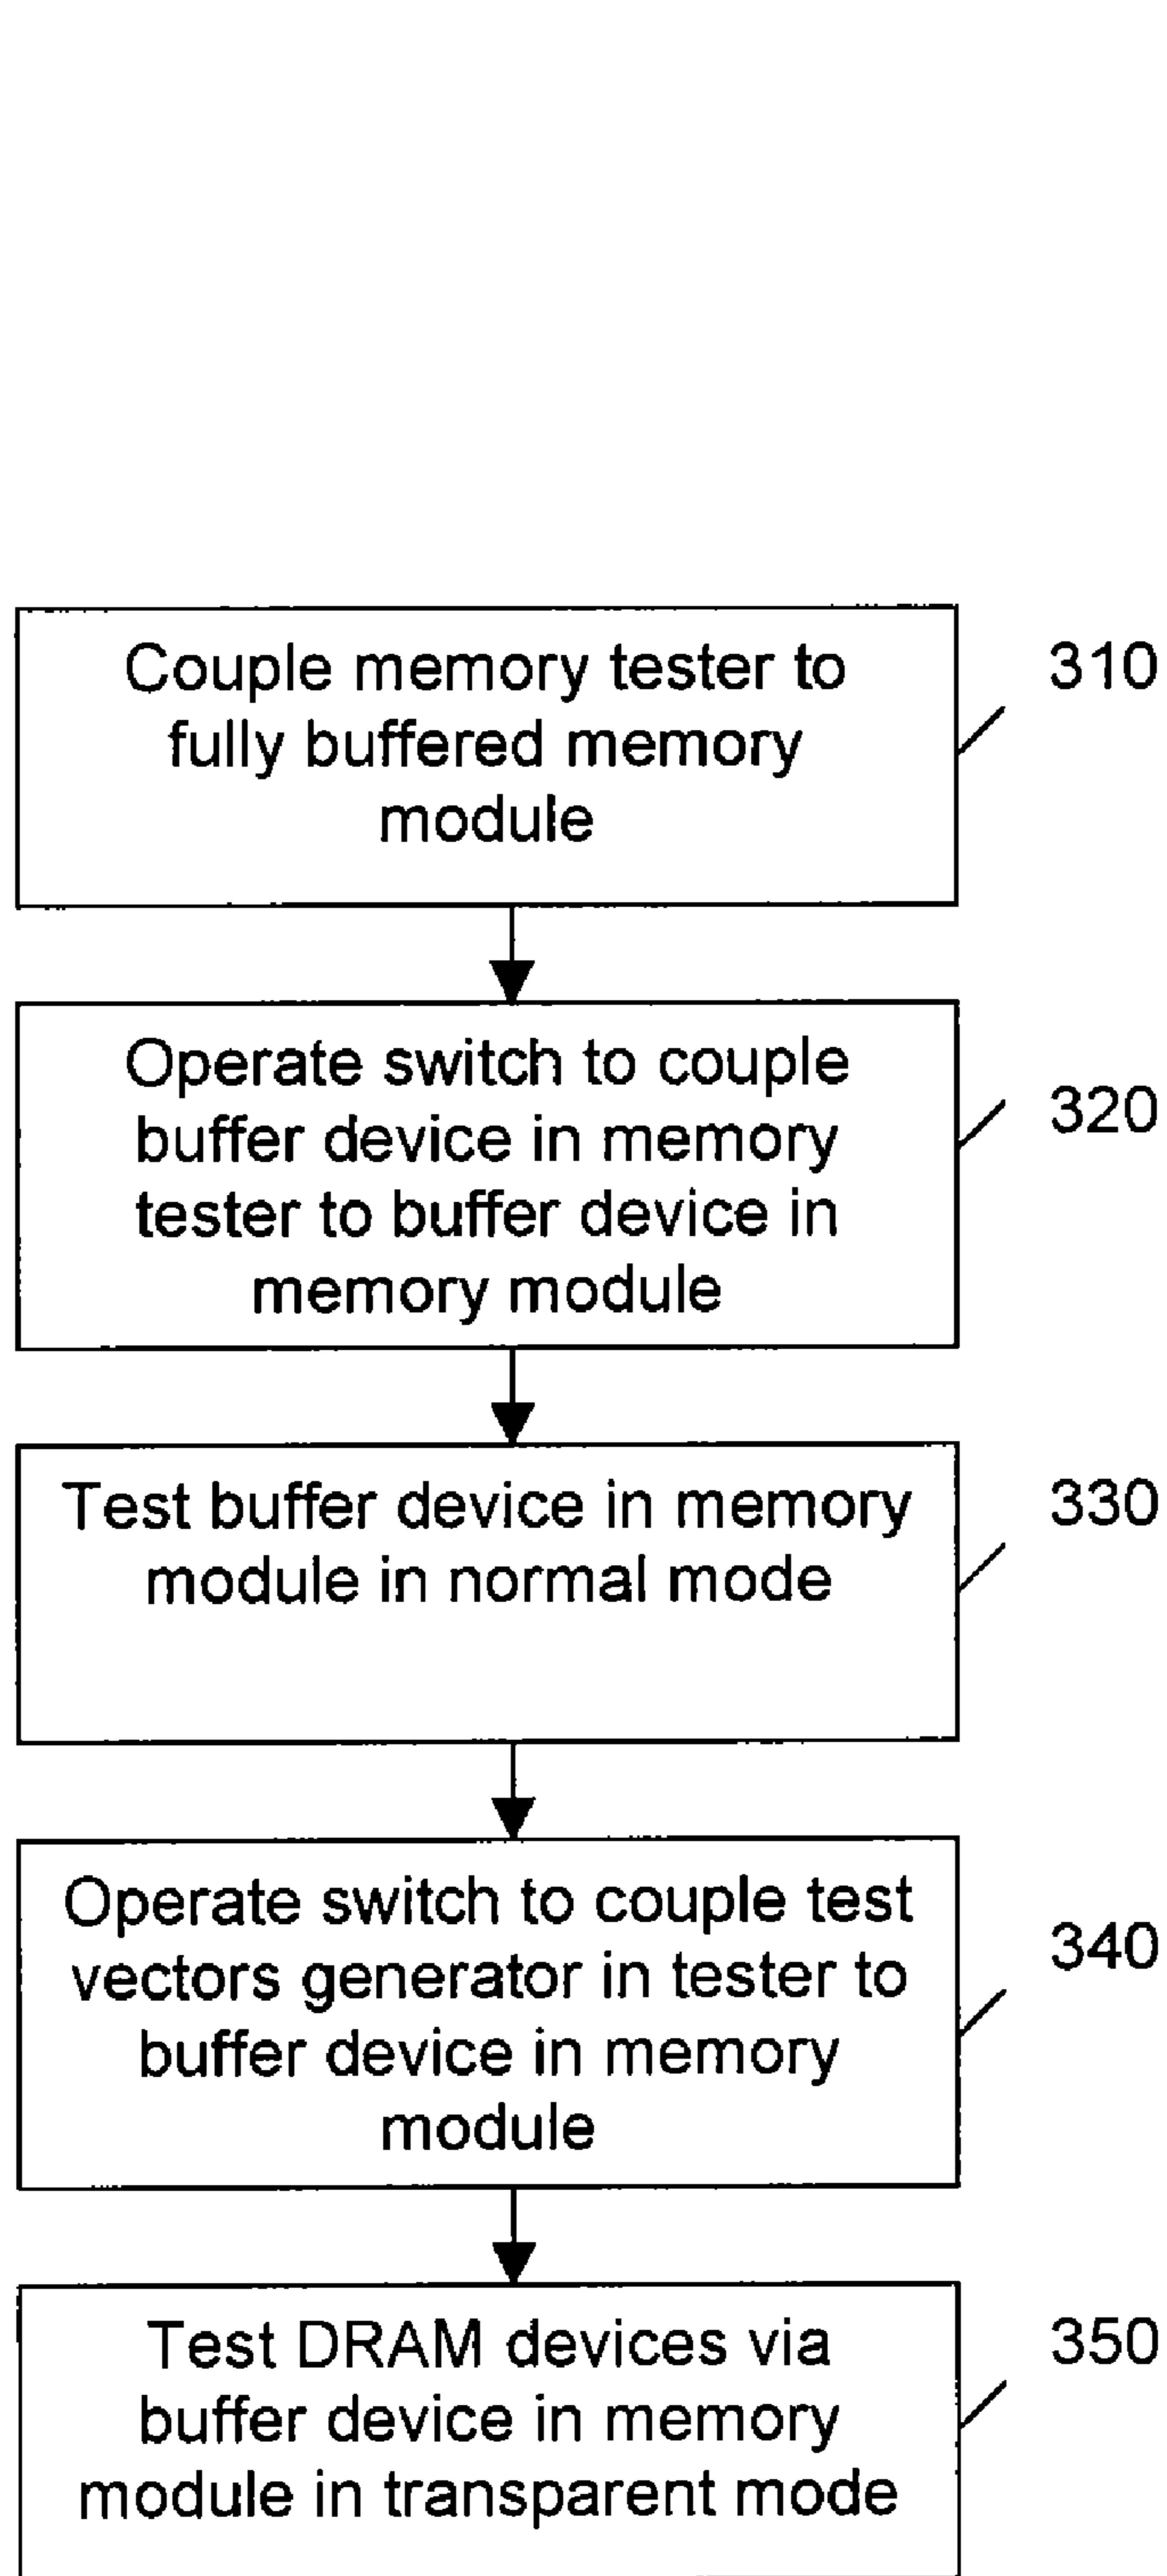 Couple memory tester to
fully buffered memory
module
310
Operate switch to couple
buffer device in memory
tester to buffer device in
memory module
320
Test buffer device in memory
module in normal mode
330
Operate switch to couple test
vectors generator in tester to
buffer device in memory
module
340
Test DRAM devices via
buffer device in memory
module in transparent mode
350